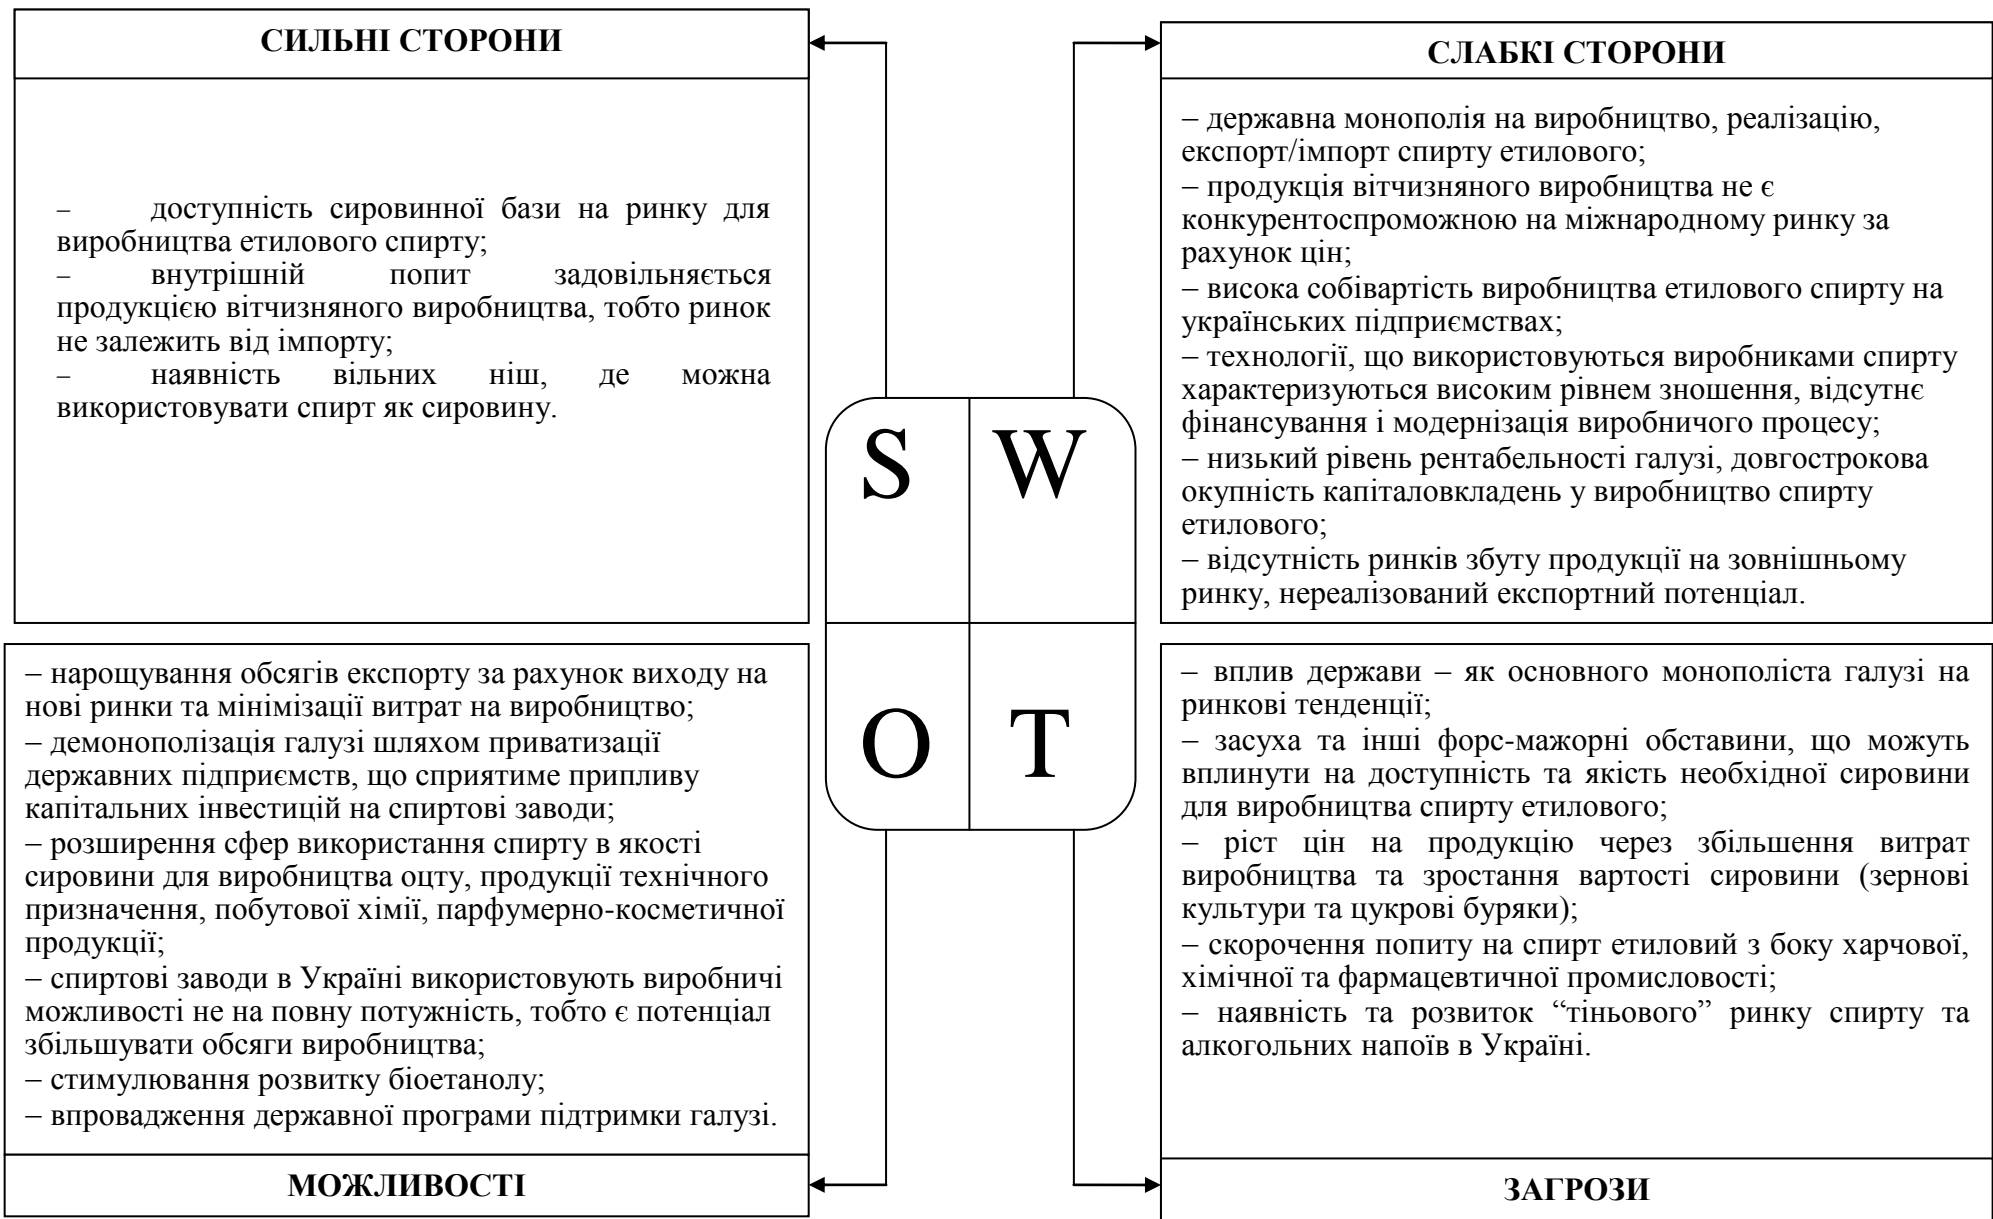 СИЛЬНІ СТОРОНИ
– доступність сировинної бази на ринку для
виробництва етилового спирту;
– внутрішній попит задовільняється
продукцією вітчизняного виробництва, тобто ринок
не залежить від імпорту;
– наявність вільних ніш, де можна
використовувати спирт як сировину.
СЛАБКІ СТОРОНИ
– державна монополія на виробництво, реалізацію,
експорт/імпорт спирту етилового;
– продукція вітчизняного виробництва не є
конкурентоспроможною на міжнародному ринку за
рахунок цін;
– висока собівартість виробництва етилового спирту на
українських підприємствах;
– технології, що використовуються виробниками спирту
характеризуються високим рівнем зношення, відсутнє
фінансування і модернізація виробничого процесу;
– низький рівень рентабельності галузі, довгострокова
окупність капіталовкладень у виробництво спирту
етилового;
– відсутність ринків збуту продукції на зовнішньому
ринку, нереалізований експортний потенціал.
S W
O T
– нарощування обсягів експорту за рахунок виходу на
нові ринки та мінімізації витрат на виробництво;
– демонополізація галузі шляхом приватизації
державних підприємств, що сприятиме припливу
капітальних інвестицій на спиртові заводи;
– розширення сфер використання спирту в якості
сировини для виробництва оцту, продукції технічного
призначення, побутової хімії, парфумерно-косметичної
продукції;
– спиртові заводи в Україні використовують виробничі
можливості не на повну потужність, тобто є потенціал
збільшувати обсяги виробництва;
– стимулювання розвитку біоетанолу;
– впровадження державної програми підтримки галузі.
МОЖЛИВОСТІ
– вплив держави – як основного монополіста галузі на
ринкові тенденції;
– засуха та інші форс-мажорні обставини, що можуть
вплинути на доступність та якість необхідної сировини
для виробництва спирту етилового;
– ріст цін на продукцію через збільшення витрат
виробництва та зростання вартості сировини (зернові
культури та цукрові буряки);
– скорочення попиту на спирт етиловий з боку харчової,
хімічної та фармацевтичної промисловості;
– наявність та розвиток “тіньового” ринку спирту та
алкогольних напоїв в Україні.
ЗАГРОЗИ